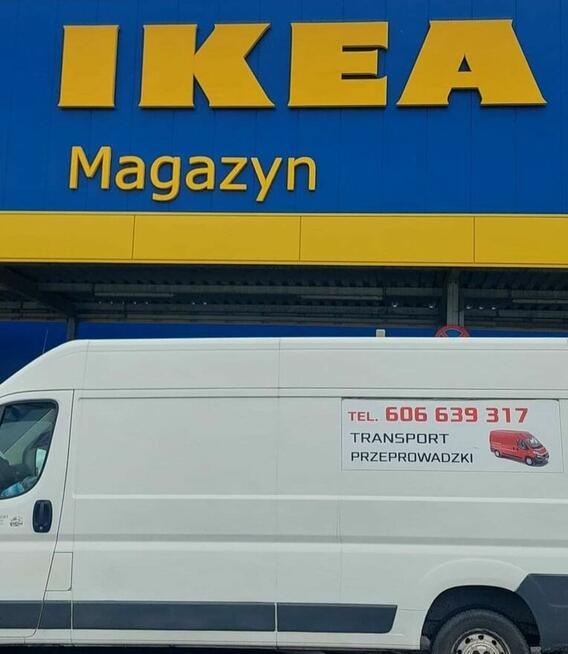 IKEA
Magazyn
TEL. 606 639 317
TRANSPORT
PRZEPROWADZKI